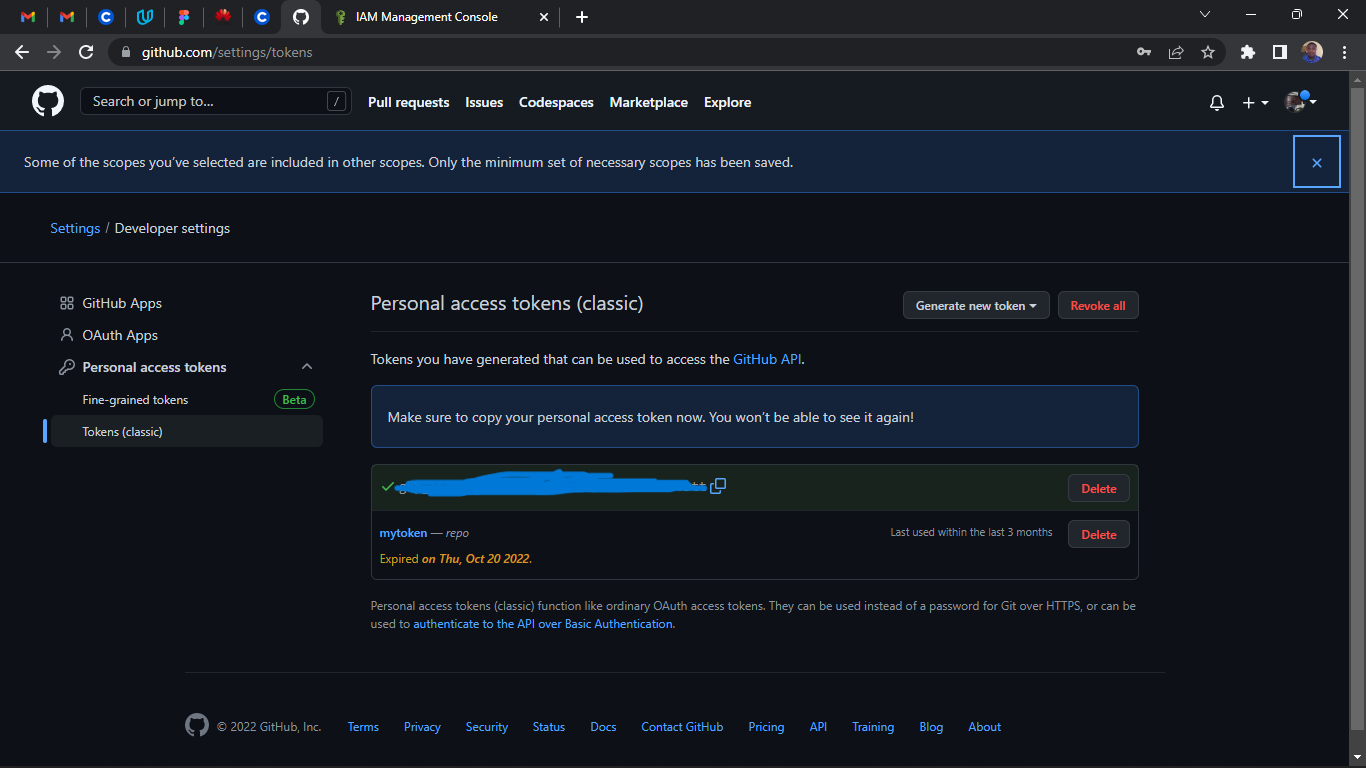 IAM Management Console
github.com/settings/tokens
Search or jump to... /
Pull requests Issues Codespaces Marketplace Explore
Some of the scopes you’ve selected are included in other scopes. Only the minimum set of necessary scopes has been saved.
Settings / Developer settings
GitHub Apps
OAuth Apps
Personal access tokens
Fine-grained tokens Beta
Tokens (classic)
Personal access tokens (classic)
Generate new token
Revoke all
Tokens you have generated that can be used to access the GitHub API.
Make sure to copy your personal access token now. You won’t be able to see it again!
Delete
mytoken — repo
Last used within the last 3 months
Delete
Expired on Thu, Oct 20 2022.
Personal access tokens (classic) function like ordinary OAuth access tokens. They can be used instead of a password for Git over HTTPS, or can be
used to authenticate to the API over Basic Authentication.
© 2022 GitHub, Inc. Terms Privacy Security Status Docs Contact GitHub Pricing API Training Blog About